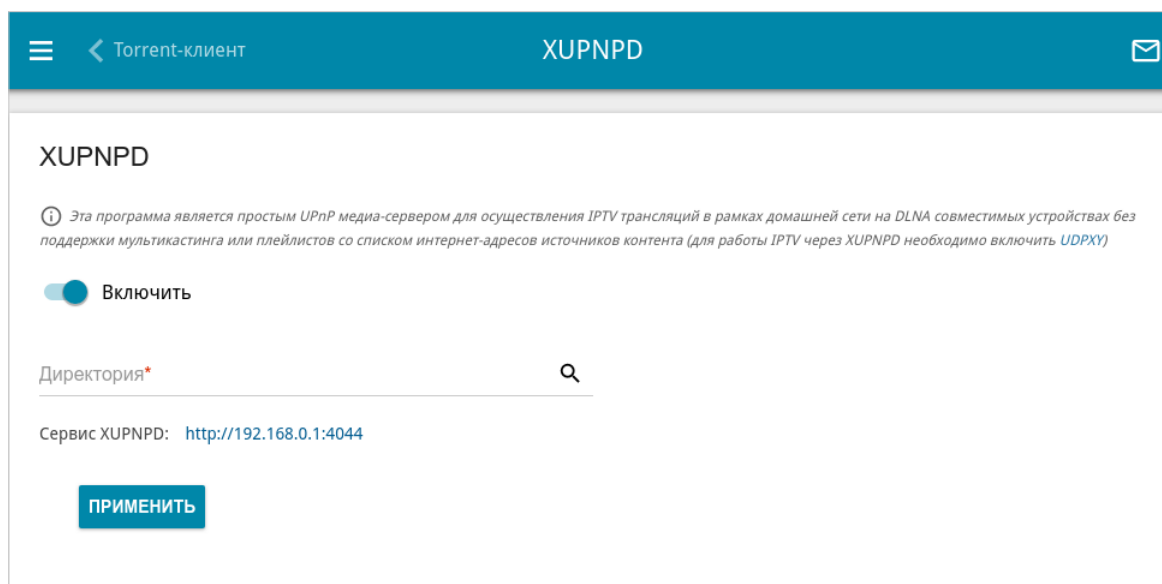 Torrent-клиент XUPNPD
XUPNPD
Эта программа является простым UPnP медиа-сервером для осуществления IPTV трансляций в рамках домашней сети на DLNA совместимых устройствах без
поддержки мультикастинга или плейлистов со списком интернет-адресов источников контента (для работы IPTV через XUPNPD необходимо включить UDPXY)
Включить
Директория*
Сервис XUPNPD: http://192.168.0.1:4044
ПРИМЕНИТЬ